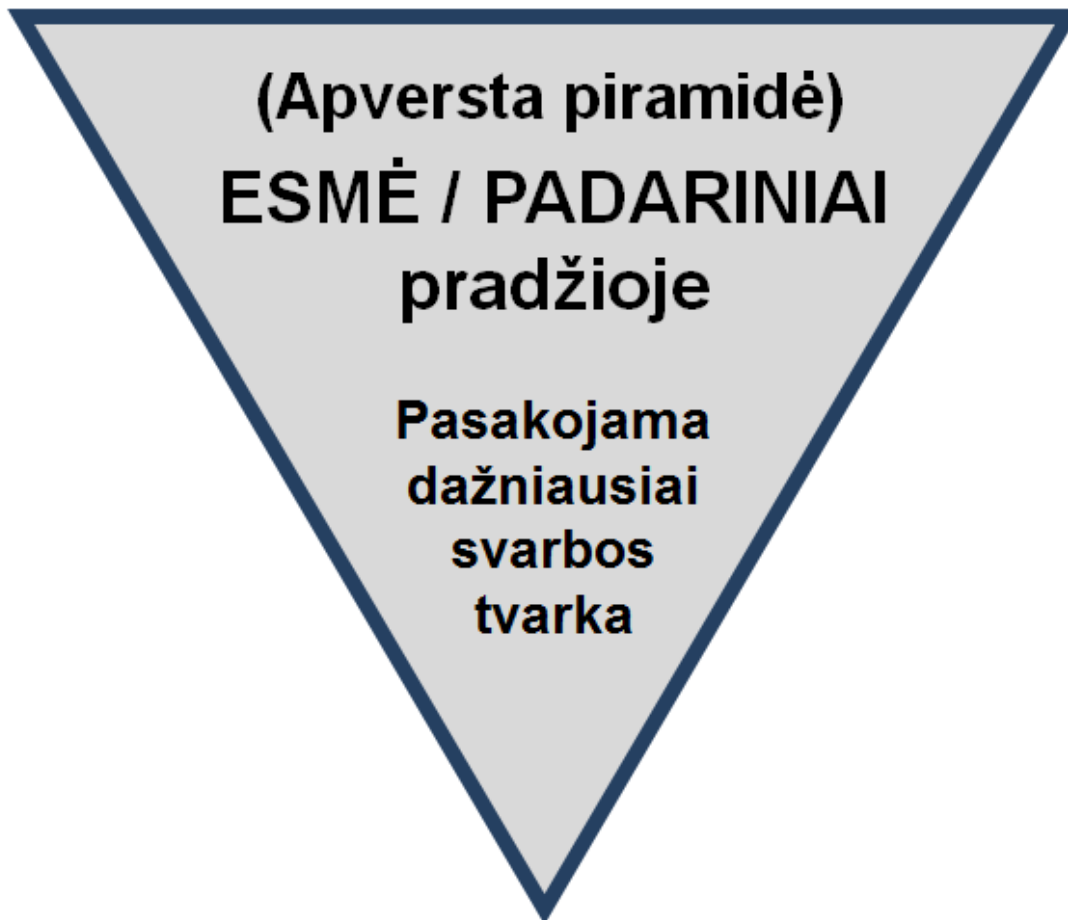 (Apversta piramidė)
ESMĖ / PADARINIAI
pradžioje
Pasakojama
dažniausiai
svarbos
tvarka